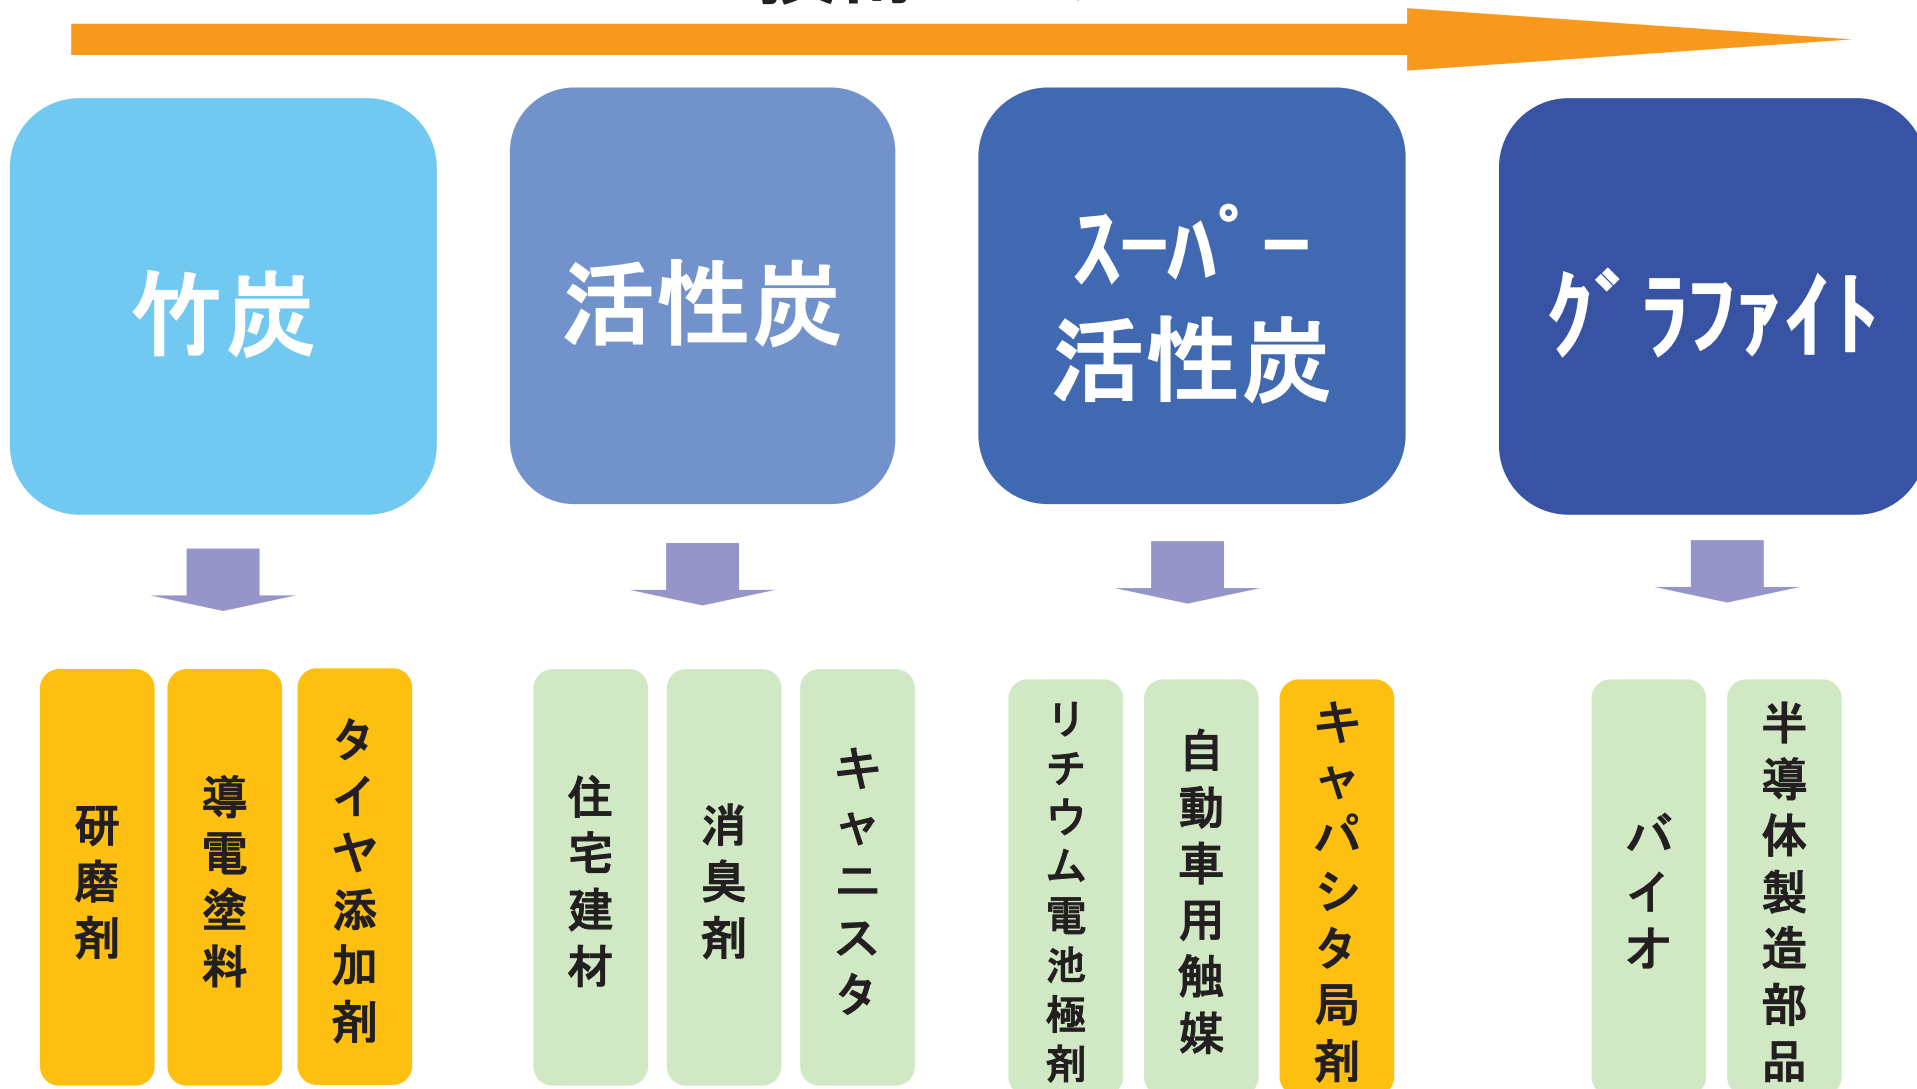 竹炭
活性炭
ｽｰﾊﾟｰ
活性炭
ｸﾞﾗﾌｧｲﾄ
研磨剤
導電塗料
タイヤ添加剤
住宅建材
消臭剤
キャニスタ
リチウム電池極剤
自動車用触媒
キャパシタ局剤
バイオ
半導体製造部品